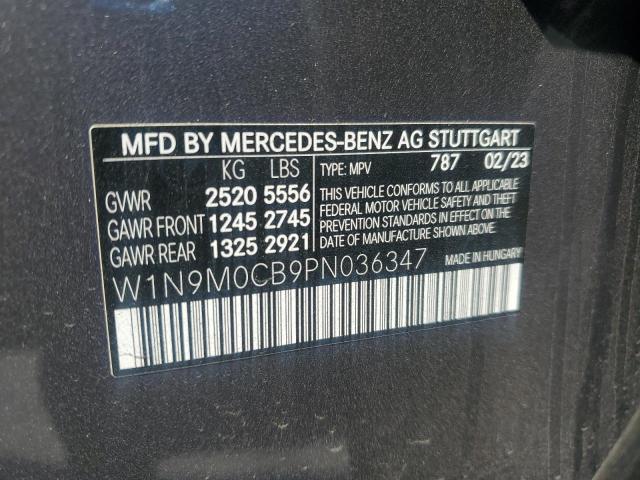 MFD BY MERCEDES-BENZ AG STUTTGART
KG LBS
GVWR 2520 5556
GAWR FRONT 1245 2745
GAWR REAR 1325 2921
TYPE: MPV 787 02/23
THIS VEHICLE CONFORMS TO ALL APPLICABLE
FEDERAL MOTOR VEHICLE SAFETY AND THEFT
PREVENTION STANDARDS IN EFFECT ON THE
DATE OF MANUFACTURE SHOWN ABOVE.
W1N9M0CB9PN036347
MADE IN HUNGARY